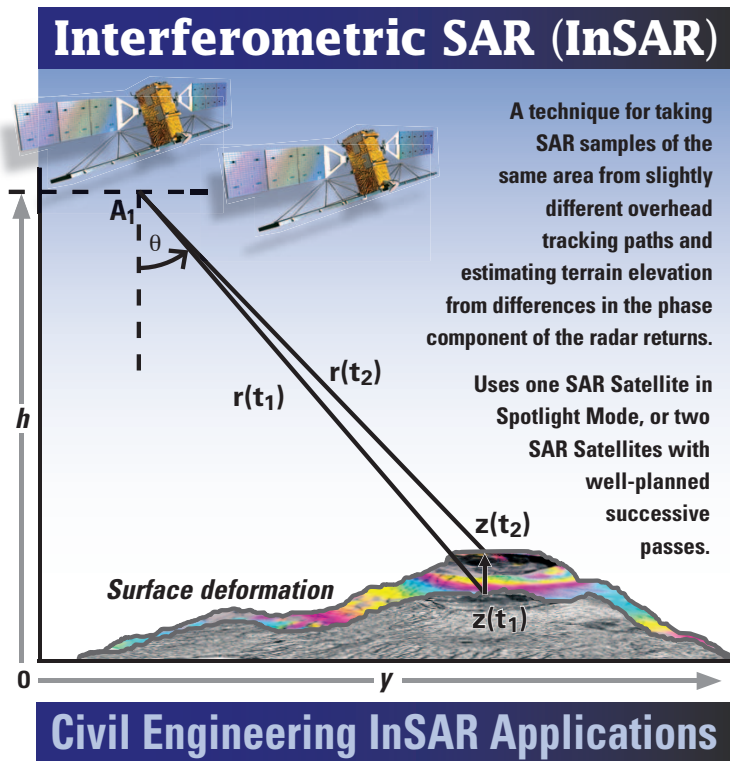 Interferometric SAR (InSAR)
A technique for taking
SAR samples of the
same area from slightly
different overhead
tracking paths and
estimating terrain elevation
from differences in the phase
component of the radar returns.
Uses one SAR Satellite in
Spotlight Mode, or two
SAR Satellites with
well-planned
successive
passes.
A₁
θ
r(t₂)
r(t₁)
h
z(t₂)
Surface deformation
z(t₁)
0
y
Civil Engineering InSAR Applications